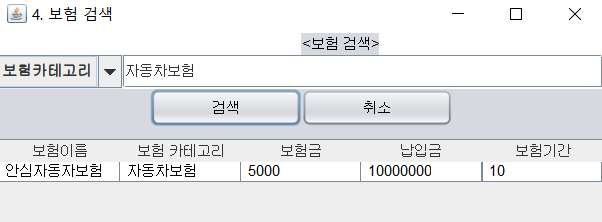 4. 보험 검색
<보험 검색>
보험카테고리 자동차보험
검색 취소
보험이름 보험 카테고리 보험금 납입금 보험기간
안심자동자보험 자동차보험 5000 10000000 10